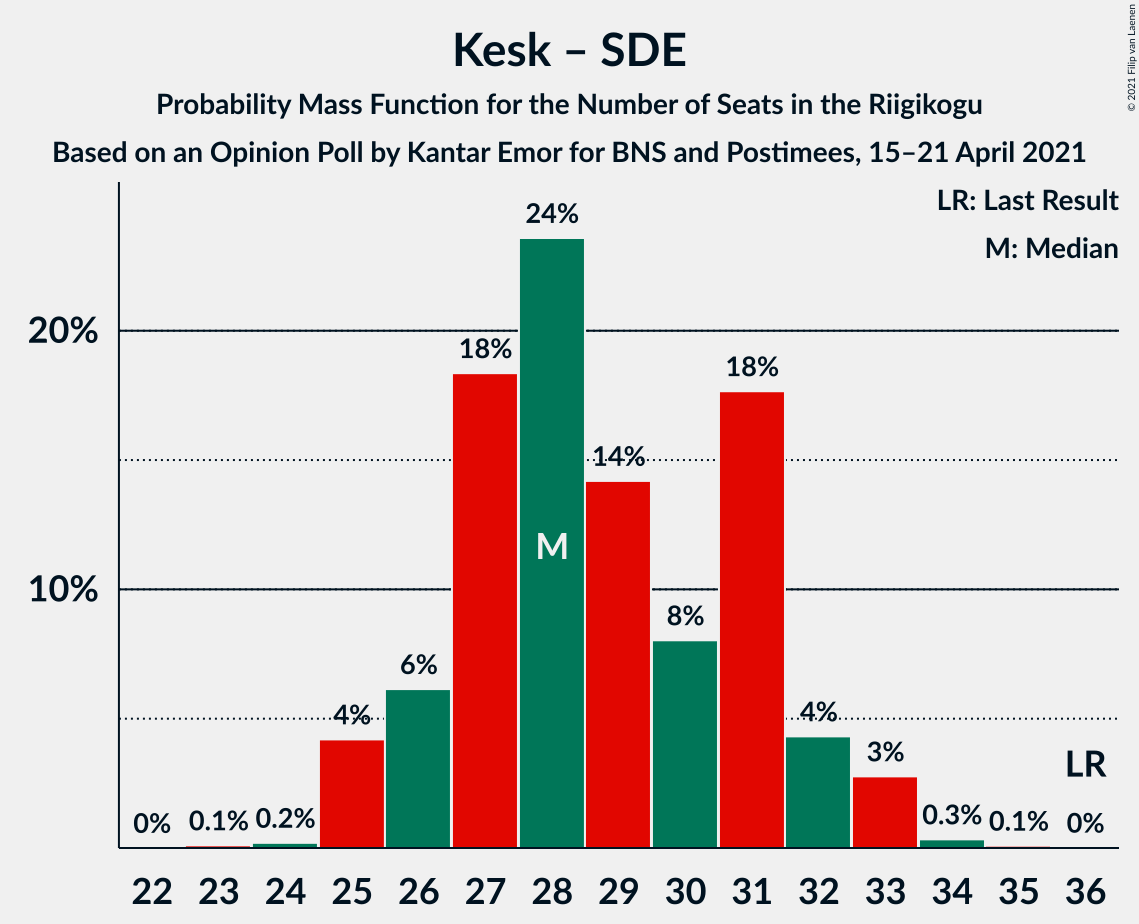 Kesk – SDE
Probability Mass Function for the Number of Seats in the Riigikogu
Based on an Opinion Poll by Kantar Emor for BNS and Postimees, 15–21 April 2021
© 2021 Filip van Laenen
LR: Last Result
M: Median
20%
10%
0%
0.1%
0.2%
4%
6%
18%
24%
M
14%
8%
18%
4%
3%
0.3%
0.1%
LR
0%
22 23 24 25 26 27 28 29 30 31 32 33 34 35 36